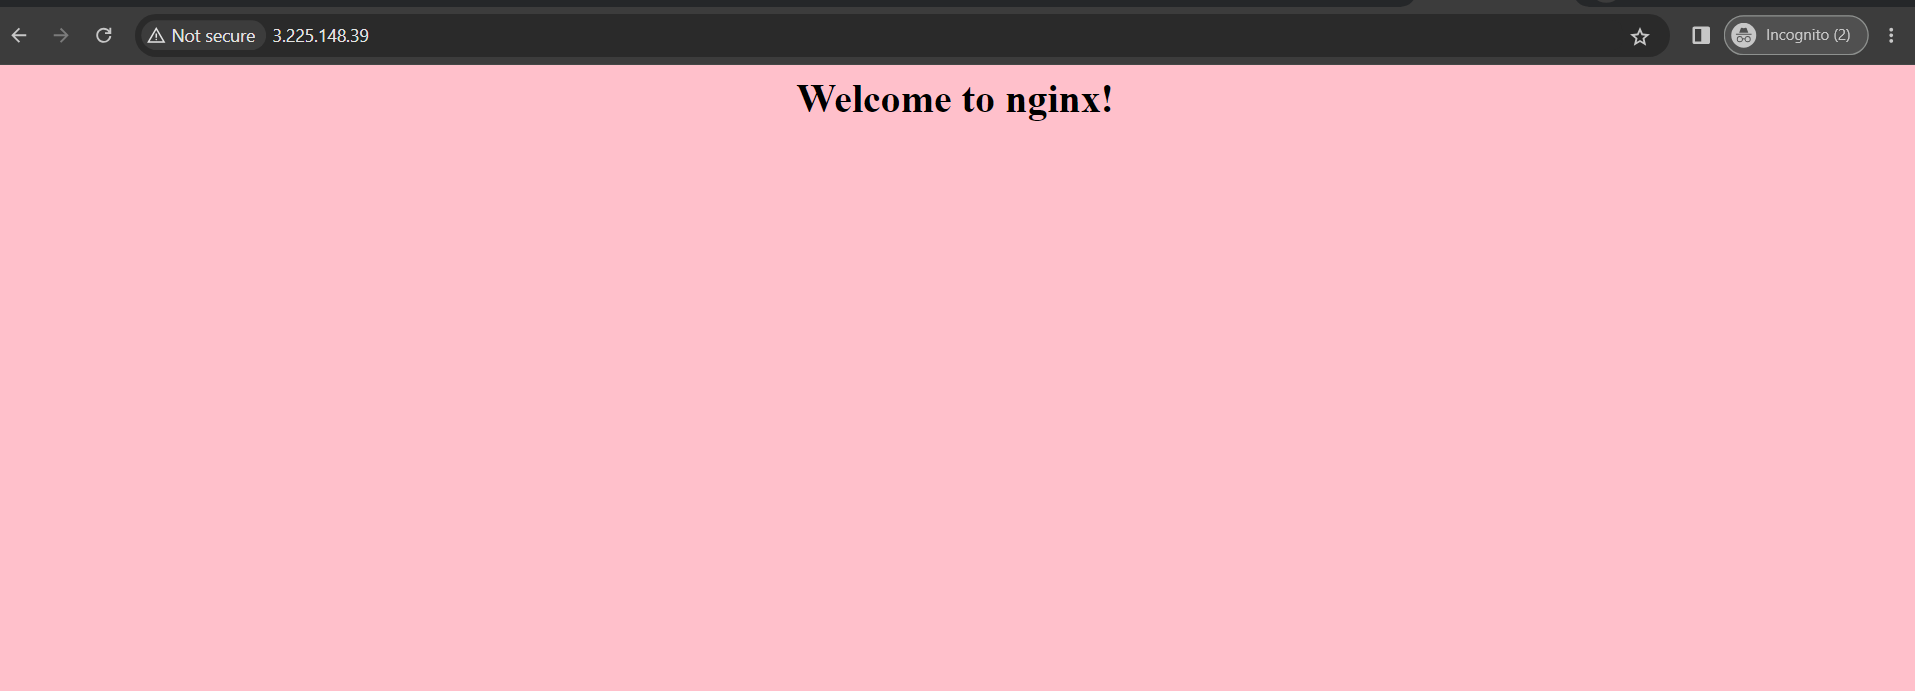 Not secure 3.225.148.39 Incognito (2)
Welcome to nginx!